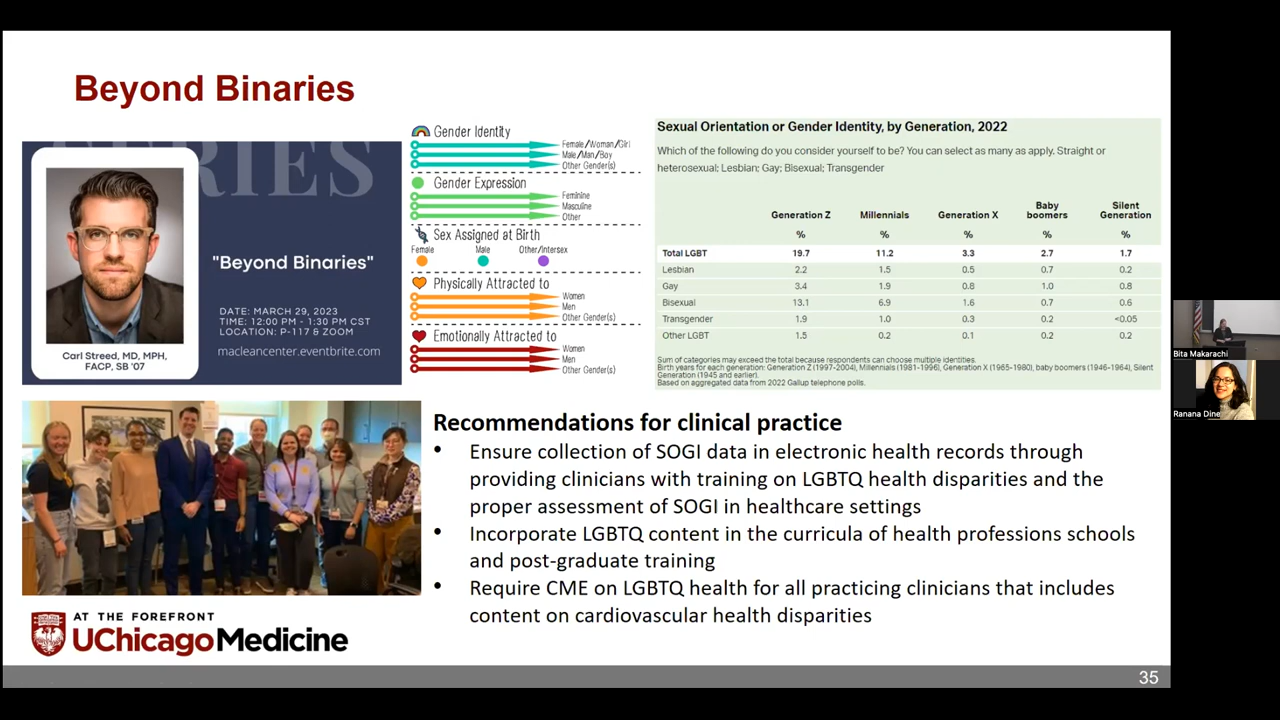 Beyond Binaries
ERIES
"Beyond Binaries"
DATE: MARCH 29, 2023
TIME: 12:00 PM - 1:30 PM CST
LOCATION: P-117 & ZOOM
macleancenter.eventbrite.com
Carl Streed, MD, MPH,
FACP, SB '07
Gender Identity
Female/Woman/Girl
Male/Man/Boy
Other Gender(s)
Gender Expression
Feminine
Masculine
Other
Sex Assigned at Birth
Female Male Other/Intersex
Physically Attracted to
Women
Men
Other Gender(s)
Emotionally Attracted to
Women
Men
Other Gender(s)
Sexual Orientation or Gender Identity, by Generation, 2022
Which of the following do you consider yourself to be? You can select as many as apply. Straight or
heterosexual; Lesbian; Gay; Bisexual; Transgender
Generation Z Millennials Generation X Baby boomers Silent Generation
% % % % %
Total LGBT 19.7 11.2 3.3 2.7 1.7
Lesbian 2.2 1.5 0.5 0.7 0.2
Gay 3.4 1.9 0.8 1.0 0.8
Bisexual 13.1 6.9 1.6 0.7 0.6
Transgender 1.9 1.0 0.3 0.2 <0.05
Other LGBT 1.5 0.2 0.1 0.2 0.2
Sum of categories may exceed the total because respondents can choose multiple identities.
Birth years for each generation: Generation Z (1997-2004), Millennials (1981-1996), Generation X (1965-1980), baby boomers (1946-1964), Silent
Generation (1945 and earlier).
Based on aggregated data from 2022 Gallup telephone polls.
Recommendations for clinical practice
• Ensure collection of SOGI data in electronic health records through
providing clinicians with training on LGBTQ health disparities and the
proper assessment of SOGI in healthcare settings
• Incorporate LGBTQ content in the curricula of health professions schools
and post-graduate training
• Require CME on LGBTQ health for all practicing clinicians that includes
content on cardiovascular health disparities
AT THE FOREFRONT
UChicagoMedicine
35
Bita Makarachi
Ranana Dine